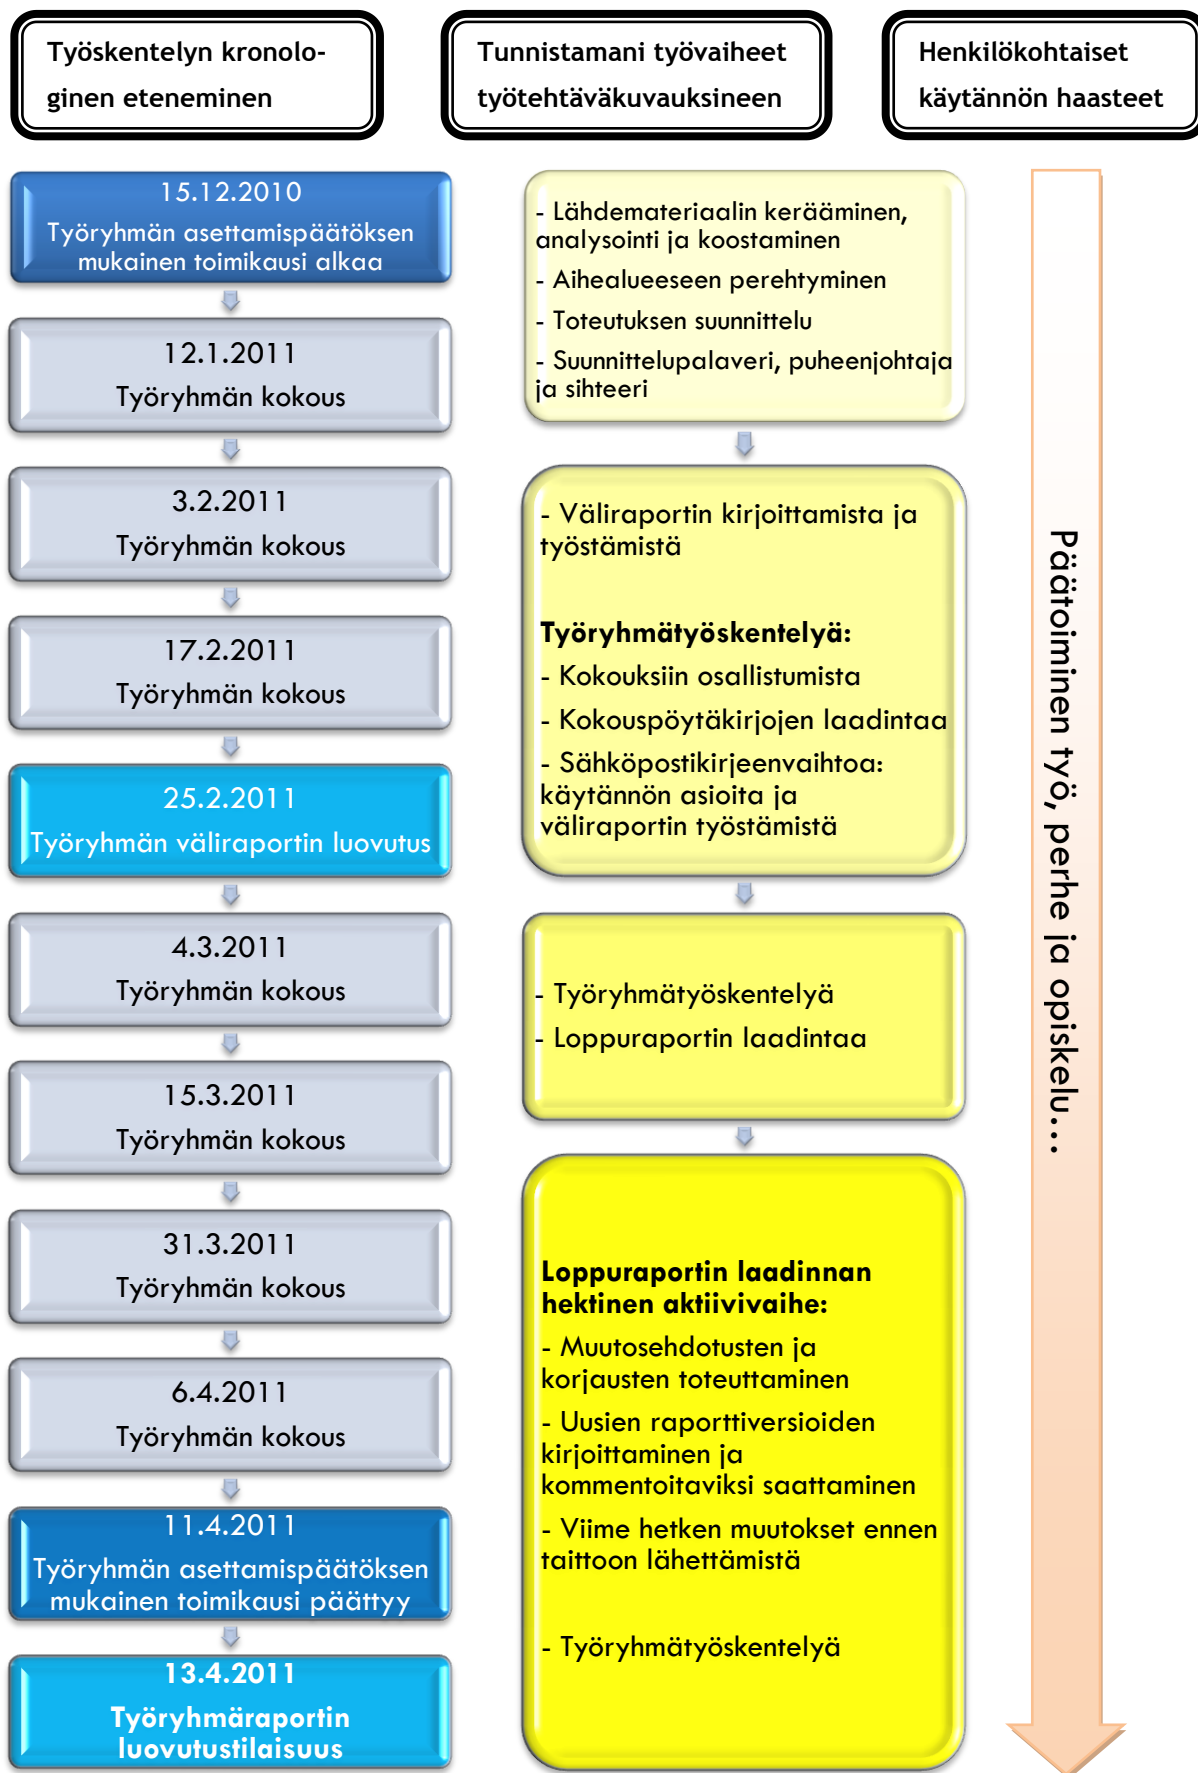 Työskentelyn kronolo-
ginen eteneminen
Tunnistamani työvaiheet
työtehtäväkuvauksineen
Henkilökohtaiset
käytännön haasteet
15.12.2010
Työryhmän asettamispäätöksen
mukainen toimikausi alkaa
12.1.2011
Työryhmän kokous
3.2.2011
Työryhmän kokous
17.2.2011
Työryhmän kokous
25.2.2011
Työryhmän väliraportin luovutus
4.3.2011
Työryhmän kokous
15.3.2011
Työryhmän kokous
31.3.2011
Työryhmän kokous
6.4.2011
Työryhmän kokous
11.4.2011
Työryhmän asettamispäätöksen
mukainen toimikausi päättyy
13.4.2011
Työryhmäraportin
luovutustilaisuus
- Lähdemateriaalin kerääminen,
analysointi ja koostaminen
- Aihealueeseen perehtyminen
- Toteutuksen suunnittelu
- Suunnittelupalaveri, puheenjohtaja
ja sihteeri
- Väliraportin kirjoittamista ja
työstämistä
Työryhmätyöskentelyä:
- Kokouksiin osallistumista
- Kokouspöytäkirjojen laadintaa
- Sähköpostikirjeenvaihtoa:
käytännön asioita ja
väliraportin työstämistä
- Työryhmätyöskentelyä
- Loppuraportin laadintaa
Loppuraportin laadinnan
hektinen aktiivivaihe:
- Muutosehdotusten ja
korjausten toteuttaminen
- Uusien raporttiversioiden
kirjoittaminen ja
kommentoitaviksi saattaminen
- Viime hetken muutokset ennen
taittoon lähettämistä
- Työryhmätyöskentelyä
Päätoiminen työ, perhe ja opiskelu...